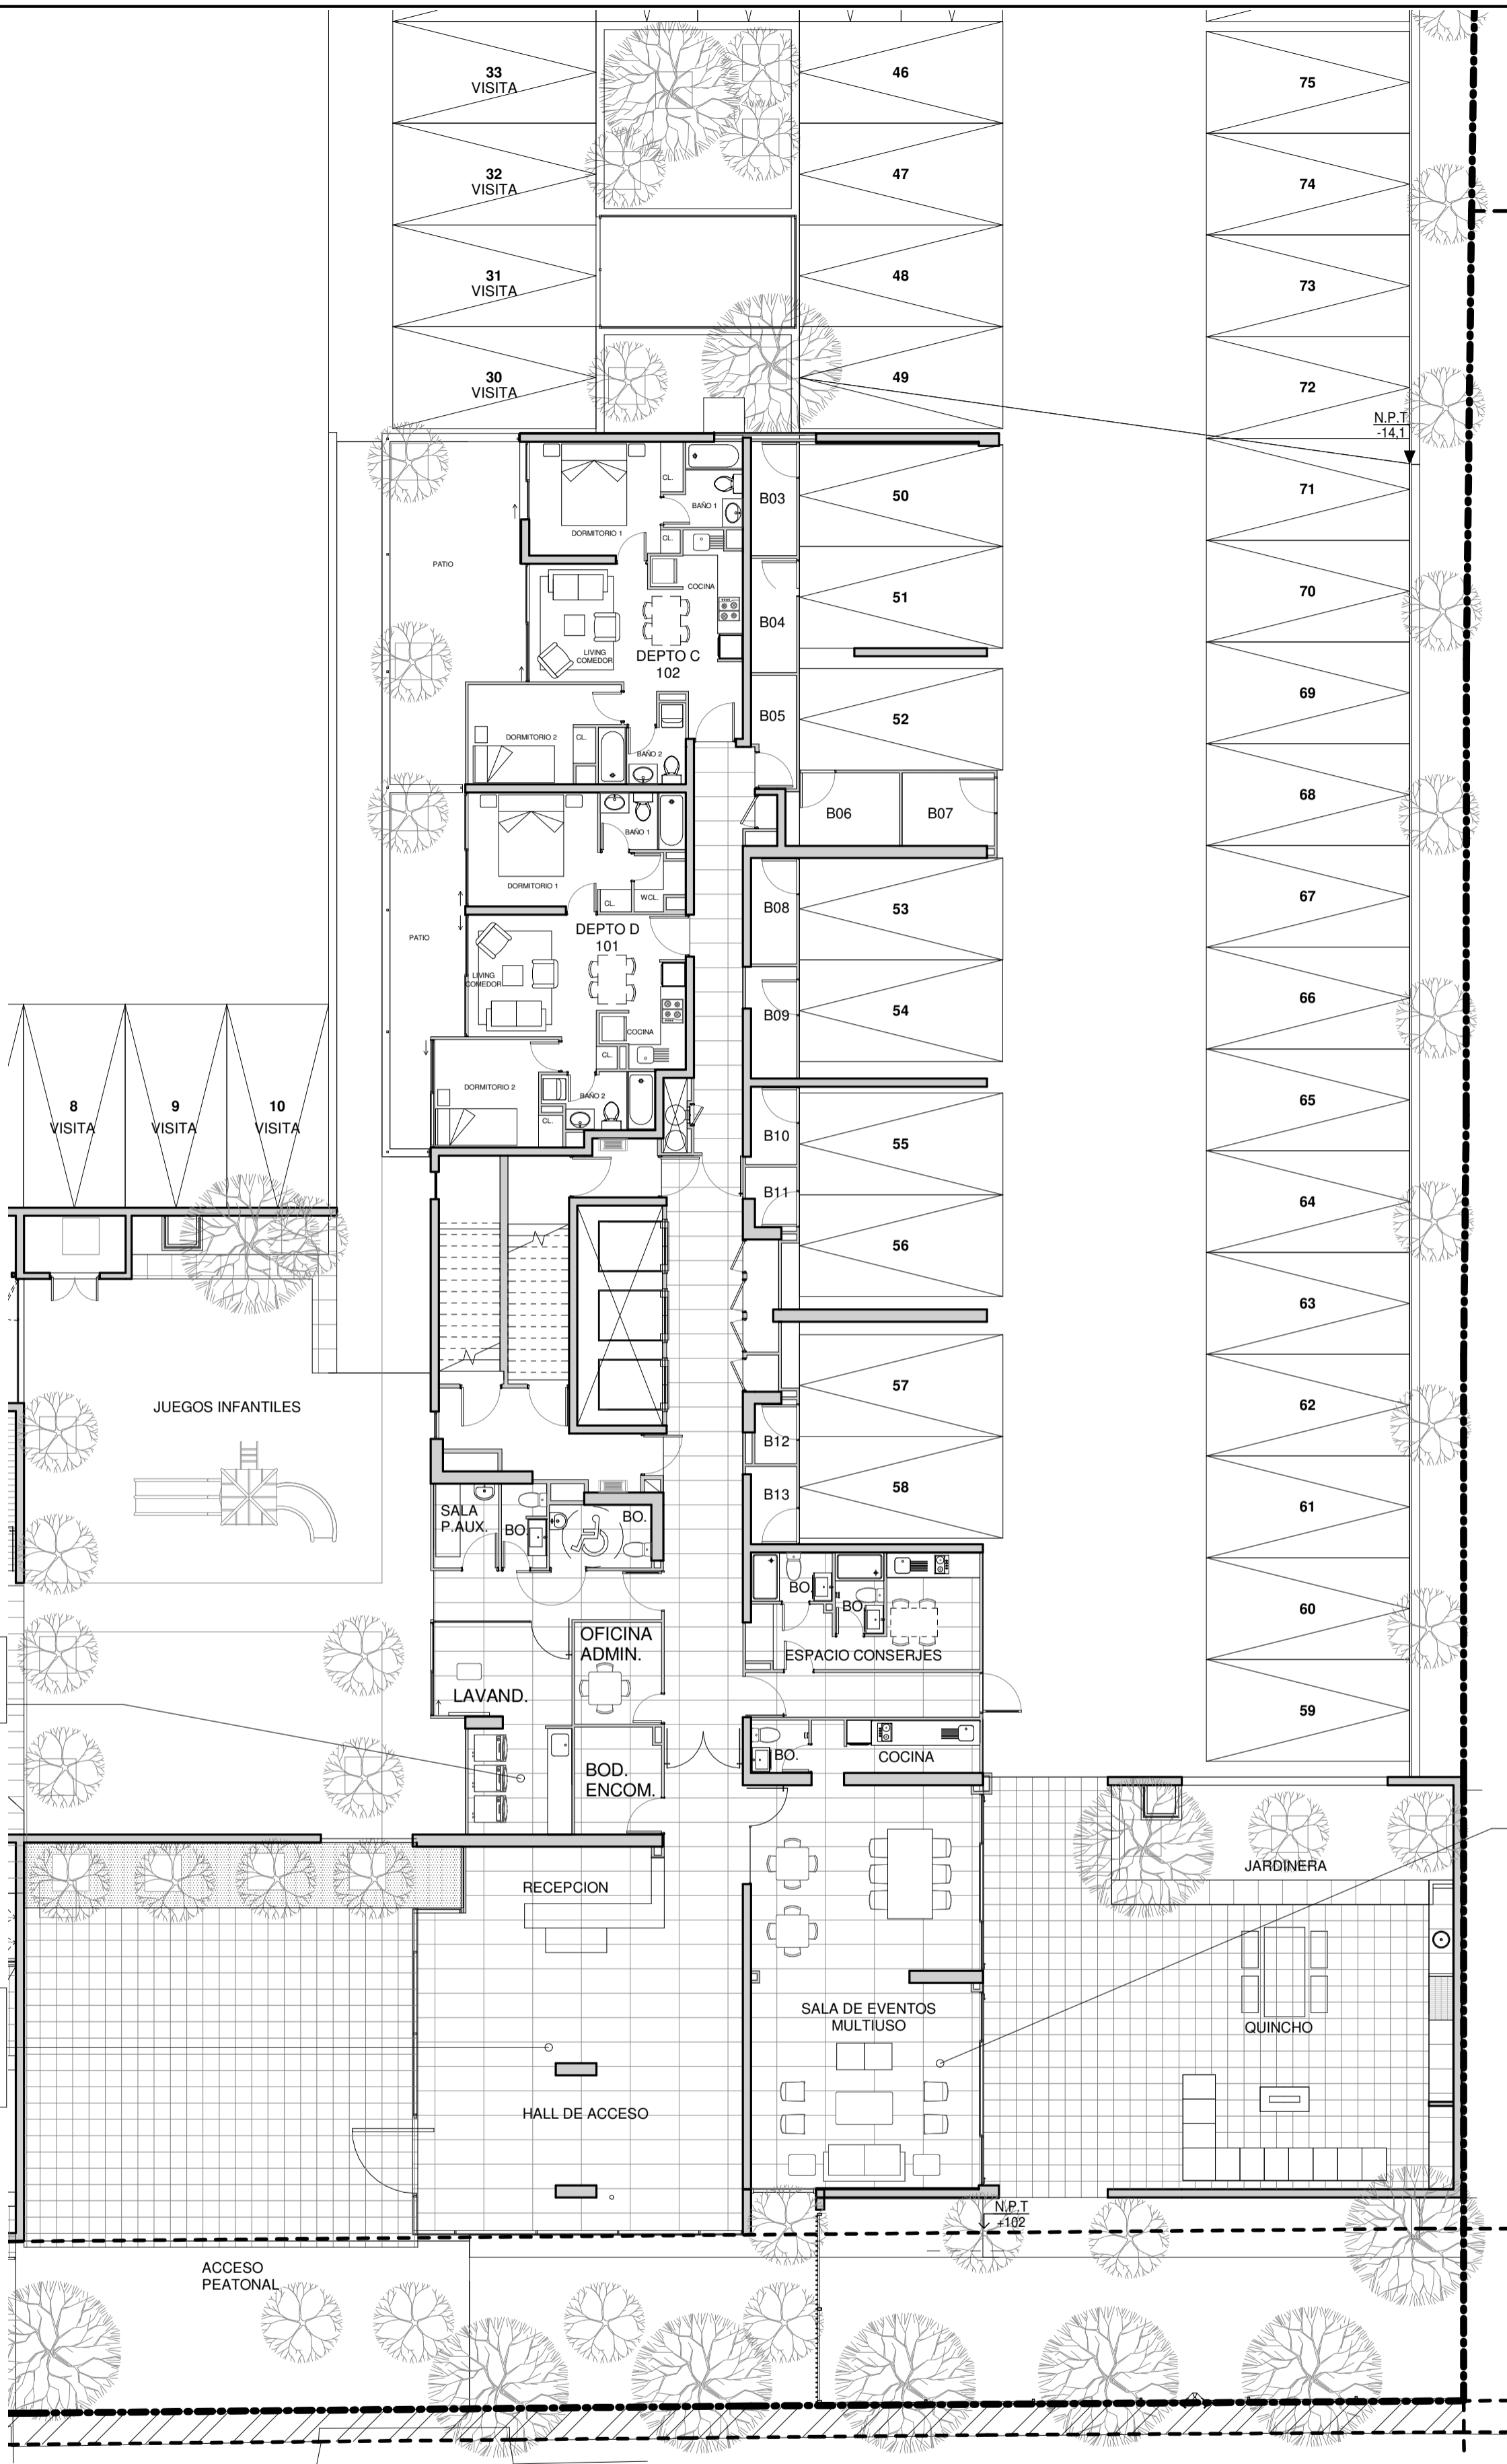 33
VISITA
46
75
32
VISITA
47
74
31
VISITA
48
73
30
VISITA
49
72
N.P.T
-14,1
CL.
BAÑO 1
B03
50
71
DORMITORIO 1
CL.
PATIO
COCINA
B04
51
70
LIVING
COMEDOR
DEPTO C
102
B05
52
69
DORMITORIO 2
CL.
BAÑO 2
B06
B07
68
BAÑO 1
DORMITORIO 1
CL.
WCL.
B08
53
67
PATIO
DEPTO D
101
LIVING
COMEDOR
B09
54
66
COCINA
CL.
DORMITORIO 2
BAÑO 2
CL.
8
VISITA
9
VISITA
10
VISITA
B10
55
65
B11
64
56
63
57
62
JUEGOS INFANTILES
B12
B13
58
61
SALA
P.AUX.
BO.
BO.
BO.
BO.
60
OFICINA
ADMIN.
ESPACIO CONSERJES
LAVAND.
59
BO.
COCINA
BOD.
ENCOM.
JARDINERA
RECEPCION
SALA DE EVENTOS
MULTIUSO
QUINCHO
HALL DE ACCESO
N.P.T
+102
ACCESO
PEATONAL